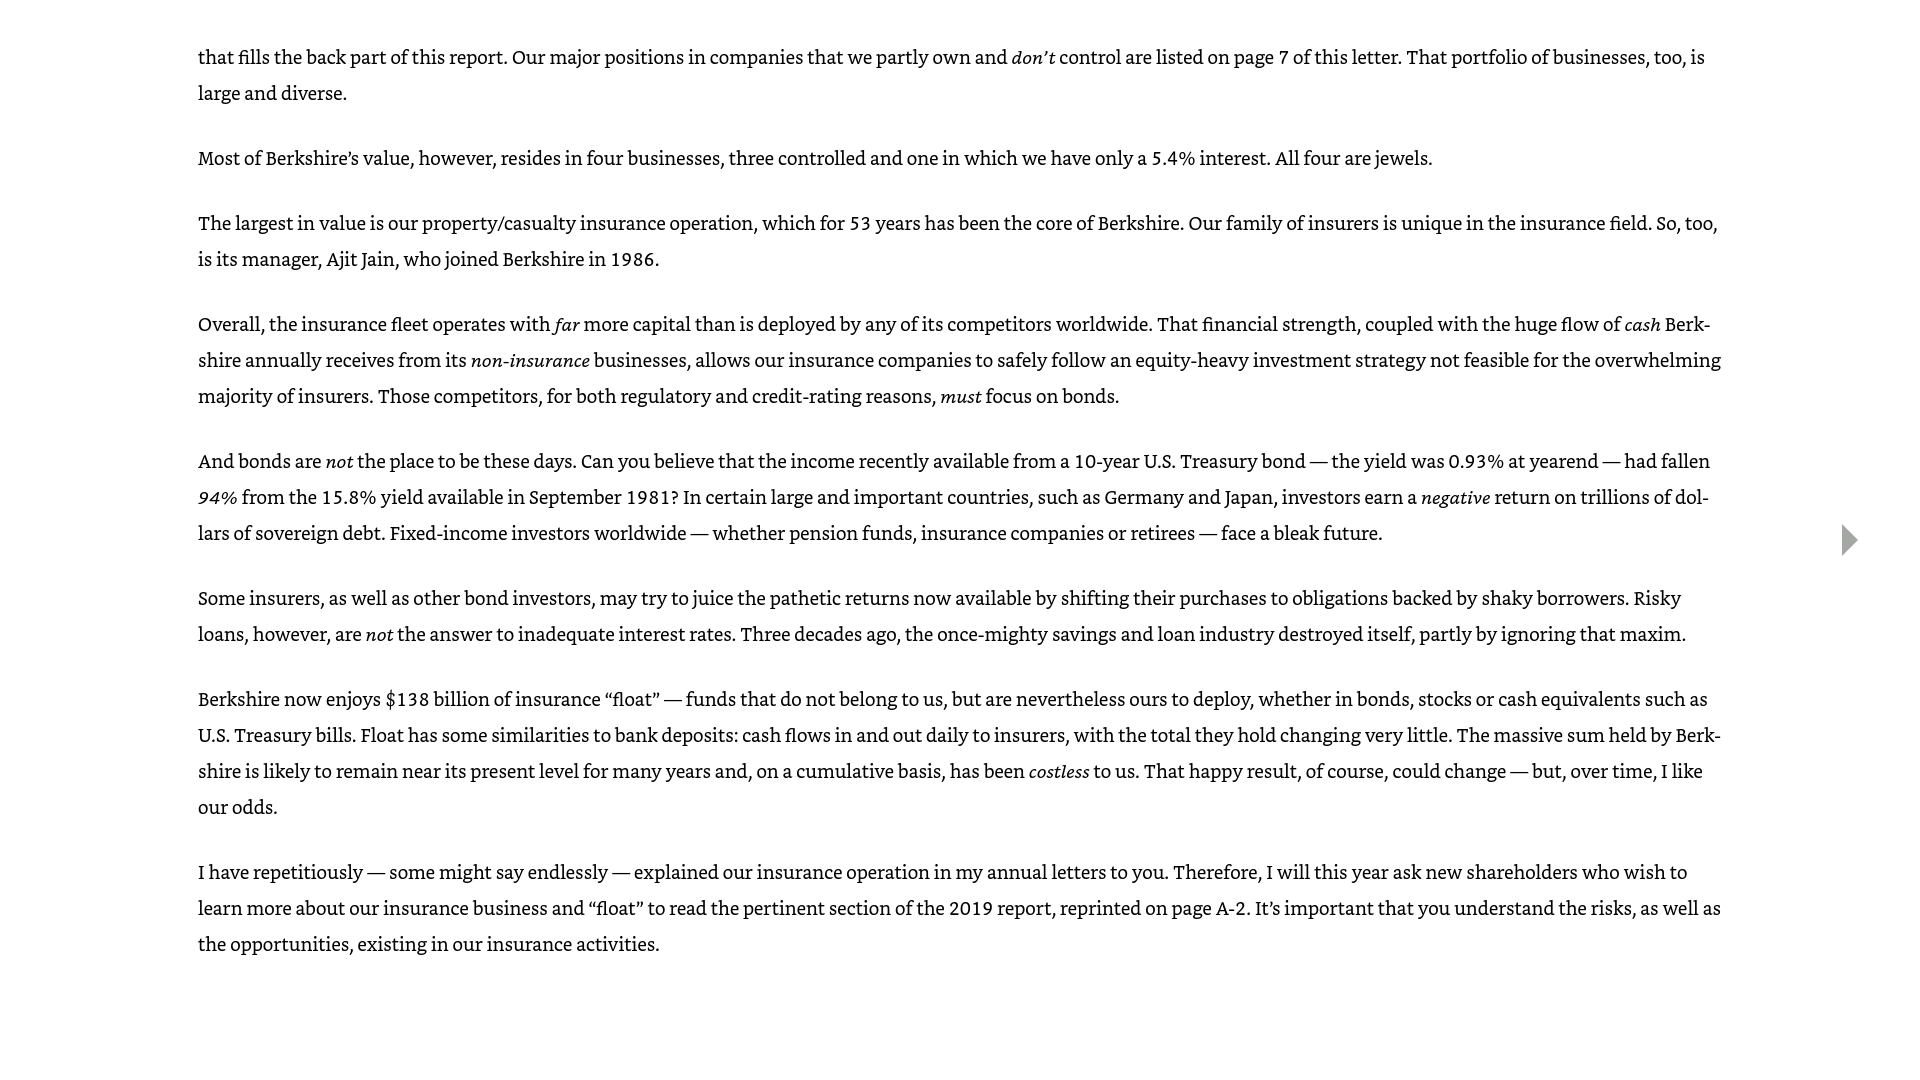 that fills the back part of this report. Our major positions in companies that we partly own and don’t control are listed on page 7 of this letter. That portfolio of businesses, too, is
large and diverse.
Most of Berkshire’s value, however, resides in four businesses, three controlled and one in which we have only a 5.4% interest. All four are jewels.
The largest in value is our property/casualty insurance operation, which for 53 years has been the core of Berkshire. Our family of insurers is unique in the insurance field. So, too,
is its manager, Ajit Jain, who joined Berkshire in 1986.
Overall, the insurance fleet operates with far more capital than is deployed by any of its competitors worldwide. That financial strength, coupled with the huge flow of cash Berk-
shire annually receives from its non-insurance businesses, allows our insurance companies to safely follow an equity-heavy investment strategy not feasible for the overwhelming
majority of insurers. Those competitors, for both regulatory and credit-rating reasons, must focus on bonds.
And bonds are not the place to be these days. Can you believe that the income recently available from a 10-year U.S. Treasury bond — the yield was 0.93% at yearend — had fallen
94% from the 15.8% yield available in September 1981? In certain large and important countries, such as Germany and Japan, investors earn a negative return on trillions of dol-
lars of sovereign debt. Fixed-income investors worldwide — whether pension funds, insurance companies or retirees — face a bleak future.
Some insurers, as well as other bond investors, may try to juice the pathetic returns now available by shifting their purchases to obligations backed by shaky borrowers. Risky
loans, however, are not the answer to inadequate interest rates. Three decades ago, the once-mighty savings and loan industry destroyed itself, partly by ignoring that maxim.
Berkshire now enjoys $138 billion of insurance “float” — funds that do not belong to us, but are nevertheless ours to deploy, whether in bonds, stocks or cash equivalents such as
U.S. Treasury bills. Float has some similarities to bank deposits: cash flows in and out daily to insurers, with the total they hold changing very little. The massive sum held by Berk-
shire is likely to remain near its present level for many years and, on a cumulative basis, has been costless to us. That happy result, of course, could change — but, over time, I like
our odds.
I have repetitiously — some might say endlessly — explained our insurance operation in my annual letters to you. Therefore, I will this year ask new shareholders who wish to
learn more about our insurance business and “float” to read the pertinent section of the 2019 report, reprinted on page A-2. It’s important that you understand the risks, as well as
the opportunities, existing in our insurance activities.